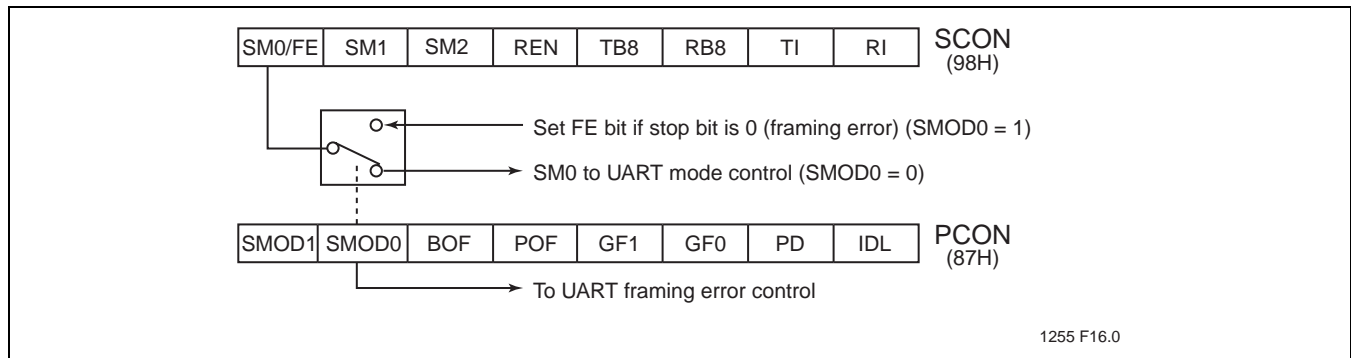 SM0/FE SM1 SM2 REN TB8 RB8 TI RI SCON
(98H)
Set FE bit if stop bit is 0 (framing error) (SMOD0 = 1)
SM0 to UART mode control (SMOD0 = 0)
SMOD1 SMOD0 BOF POF GF1 GF0 PD IDL PCON
(87H)
To UART framing error control
1255 F16.0